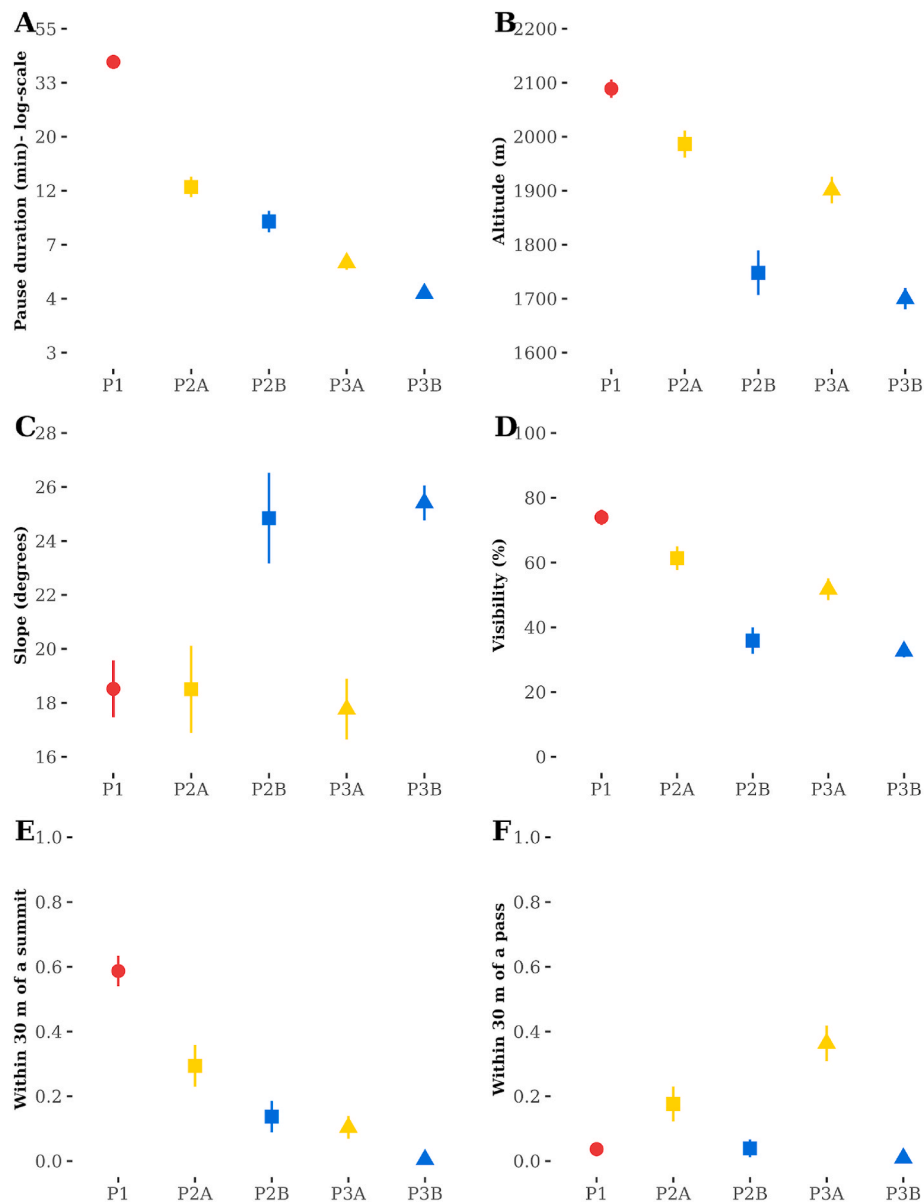 A
Pause duration (min)- log-scale
55
33
20
12
7
4
3
P1 P2A P2B P3A P3B
B
Altitude (m)
2200
2100
2000
1900
1800
1700
1600
P1 P2A P2B P3A P3B
C
Slope (degrees)
28
26
24
22
20
18
16
P1 P2A P2B P3A P3B
D
Visibility (%)
100
80
60
40
20
0
P1 P2A P2B P3A P3B
E
Within 30 m of a summit
1.0
0.8
0.6
0.4
0.2
0.0
P1 P2A P2B P3A P3B
F
Within 30 m of a pass
1.0
0.8
0.6
0.4
0.2
0.0
P1 P2A P2B P3A P3B